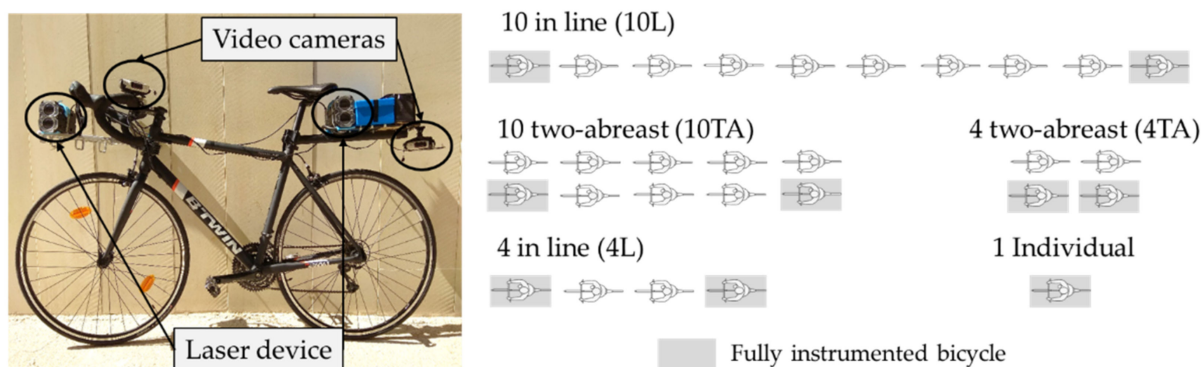 Video cameras
B'TWIN
Laser device
10 in line (10L)
10 two-abreast (10TA)
4 two-abreast (4TA)
4 in line (4L)
1 Individual
Fully instrumented bicycle